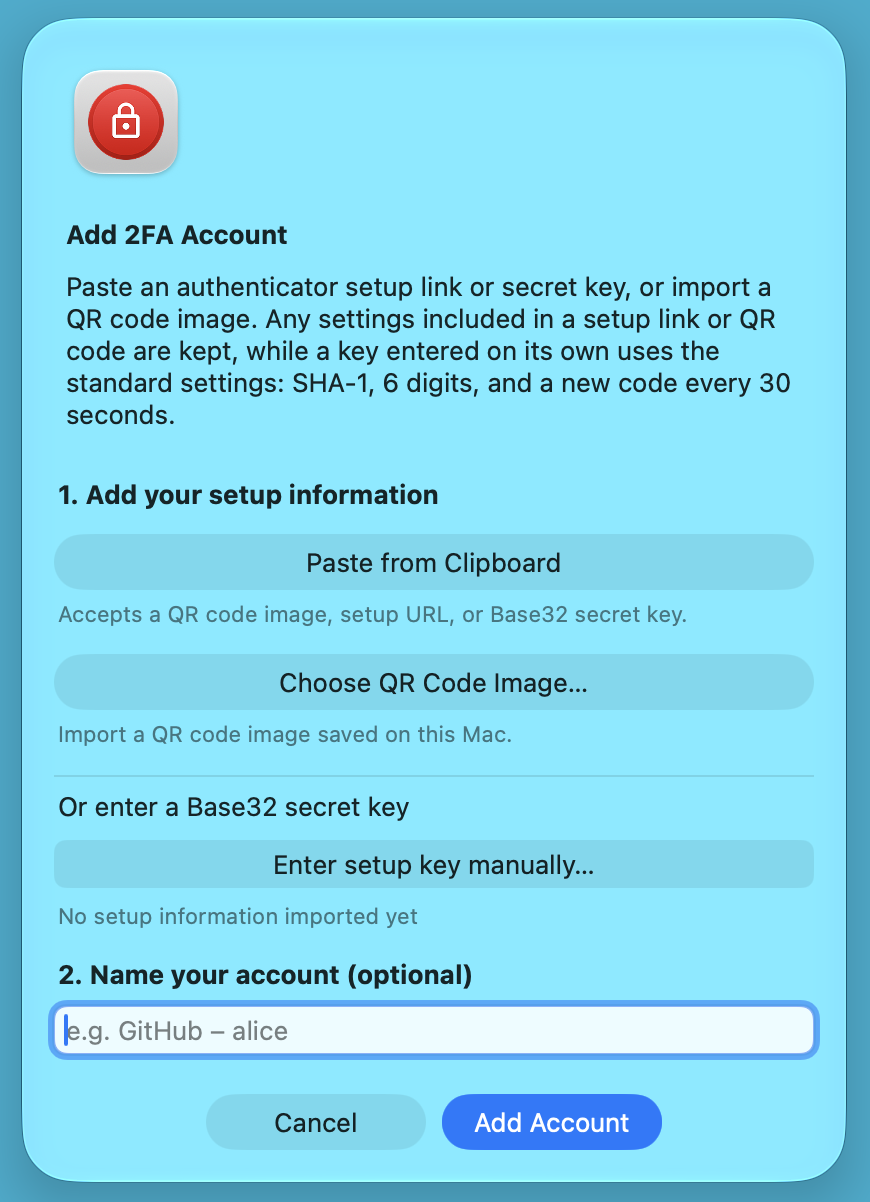 Add 2FA Account
Paste an authenticator setup link or secret key, or import a
QR code image. Any settings included in a setup link or QR
code are kept, while a key entered on its own uses the
standard settings: SHA-1, 6 digits, and a new code every 30
seconds.
1. Add your setup information
Paste from Clipboard
Accepts a QR code image, setup URL, or Base32 secret key.
Choose QR Code Image...
Import a QR code image saved on this Mac.
Or enter a Base32 secret key
Enter setup key manually...
No setup information imported yet
2. Name your account (optional)
e.g. GitHub – alice
Cancel
Add Account